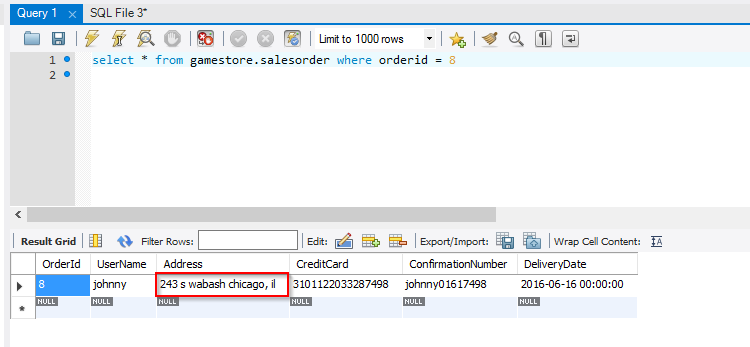 Query 1 SQL File 3*
Limit to 1000 rows
1 select * from gamestore.salesorder where orderid = 8
2
Result Grid Filter Rows: Edit: Export/Import: Wrap Cell Content:
OrderId UserName Address CreditCard ConfirmationNumber DeliveryDate
8 johnny 243 s wabash chicago, il 3101122033287498 johnny01617498 2016-06-16 00:00:00
NULL NULL NULL NULL NULL NULL